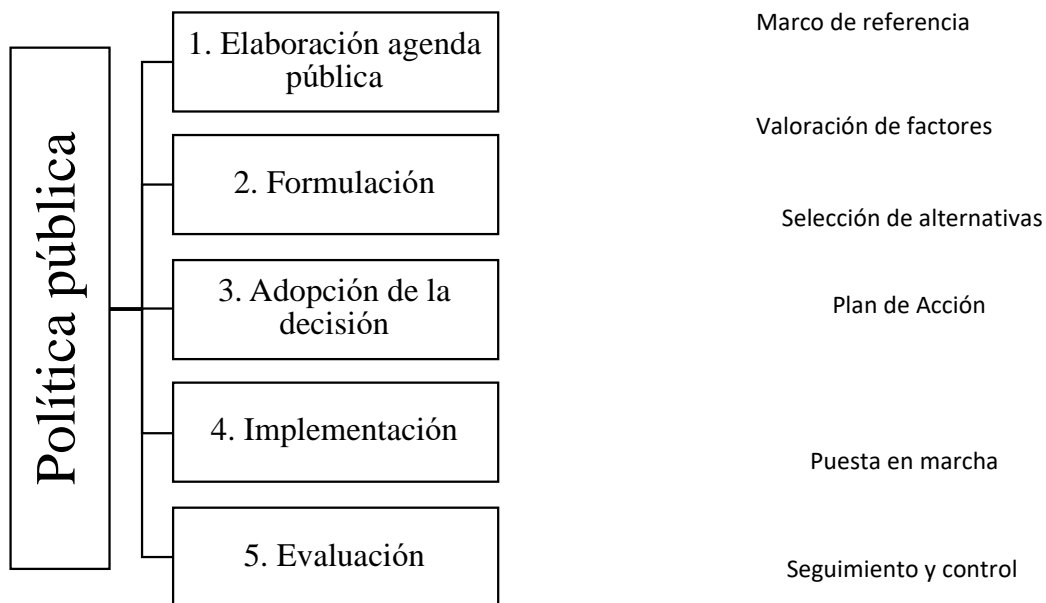 Política pública
1. Elaboración agenda
pública
2. Formulación
3. Adopción de la
decisión
4. Implementación
5. Evaluación
Marco de referencia
Valoración de factores
Selección de alternativas
Plan de Acción
Puesta en marcha
Seguimiento y control